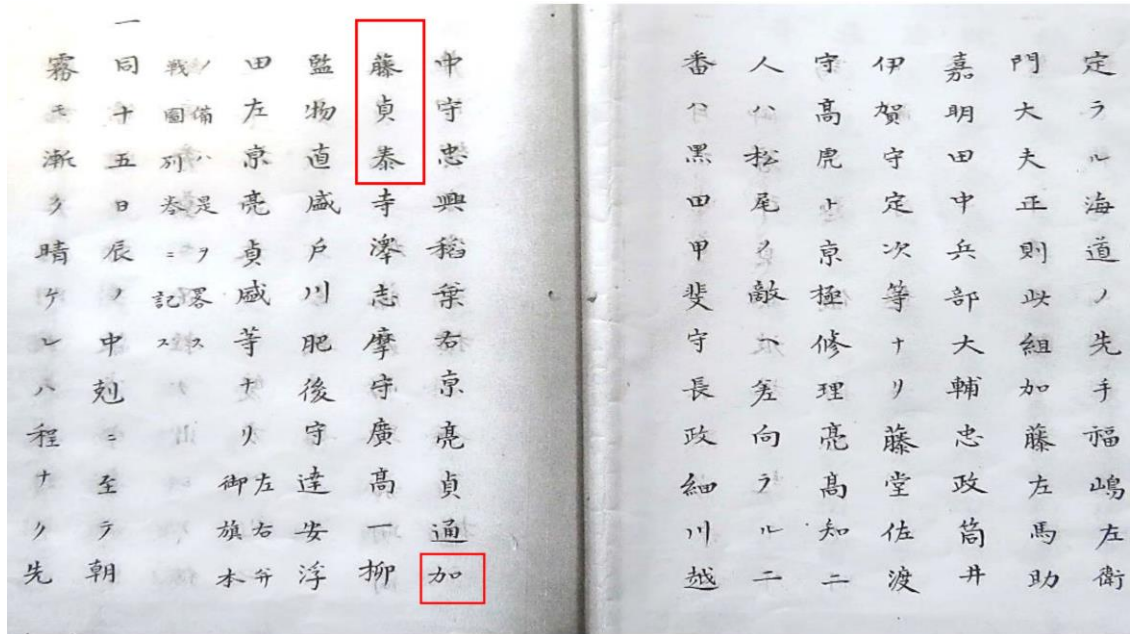 定ラル海道ノ先手福嶋左衛
門大夫正則此組加藤左馬助
嘉明田中兵部大輔忠政筒井
伊賀守定次等ナリ藤堂佐渡
守高虎ト京極修理亮高知二
人ハ松尾ノ敵ヘ差向ラル二
番ハ黒田甲斐守長政細川越
中守忠興稻葉右京亮貞通加
藤貞泰寺澤志摩守廣高一柳
監物直盛戸川肥後守達安浮
田左京亮貞盛等ナリ左右并御旗本
ノ備ハ是ヲ畧ス戦圖列巻ニ記ス
一同十五日辰ノ中刻ニ至テ朝
霧モ漸ク晴ケレハ程ナク先